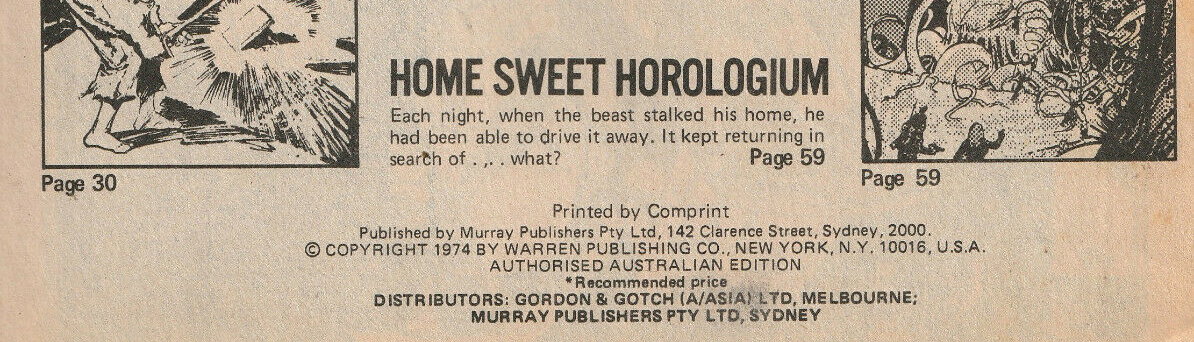 HOME SWEET HOROLOGIUM
Each night, when the beast stalked his home, he
had been able to drive it away. It kept returning in
search of . ,. . what?
Page 59
Page 30
Page 59
Printed by Comprint
Published by Murray Publishers Pty Ltd, 142 Clarence Street, Sydney, 2000.
© COPYRIGHT 1974 BY WARREN PUBLISHING CO., NEW YORK, N.Y. 10016, U.S.A.
AUTHORISED AUSTRALIAN EDITION
*Recommended price
DISTRIBUTORS: GORDON & GOTCH (A/ASIA) LTD, MELBOURNE;
MURRAY PUBLISHERS PTY LTD, SYDNEY